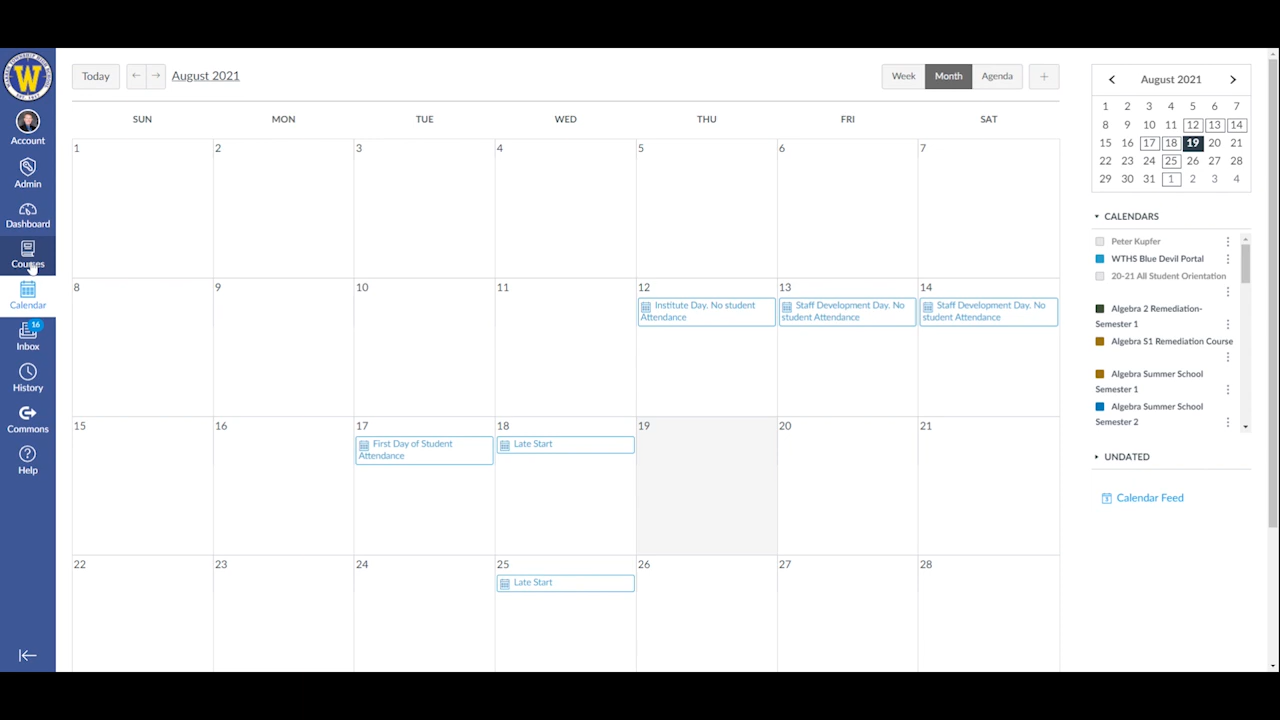 W
Account
Admin
Dashboard
Courses
Calendar
16
Inbox
History
Commons
Help
Today
August 2021
Week
Month
Agenda
SUN MON TUE WED THU FRI SAT
1 2 3 4 5 6 7
8 9 10 11 12 13 14
Institute Day. No student
Attendance
Staff Development Day. No
student Attendance
Staff Development Day. No
student Attendance
15 16 17 18 19 20 21
First Day of Student
Attendance
Late Start
22 23 24 25 26 27 28
Late Start
August 2021
1 2 3 4 5 6 7
8 9 10 11 12 13 14
15 16 17 18 19 20 21
22 23 24 25 26 27 28
29 30 31 1 2 3 4
CALENDARS
Peter Kupfer
WTHS Blue Devil Portal
20-21 All Student Orientation
Algebra 2 Remediation-
Semester 1
Algebra S1 Remediation Course
Algebra Summer School
Semester 1
Algebra Summer School
Semester 2
UNDATED
Calendar Feed